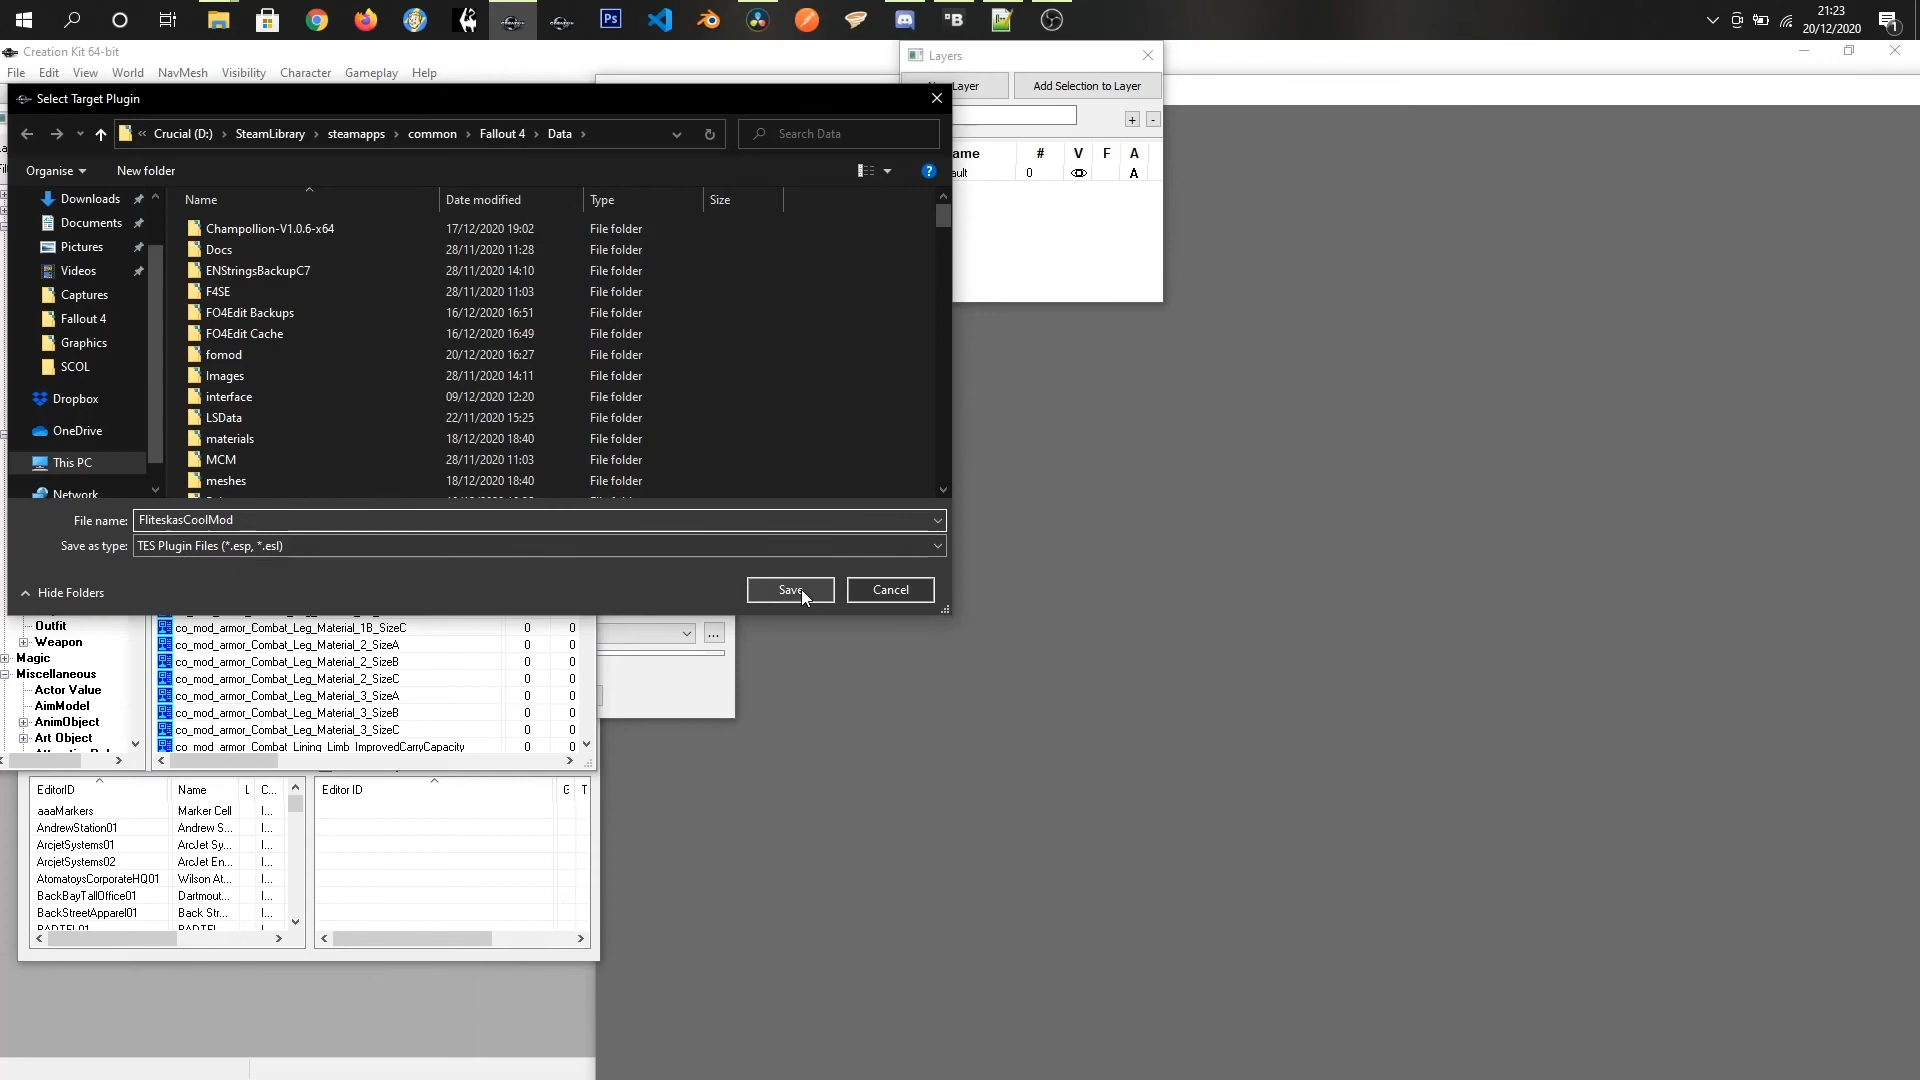 21:23
20/12/2020
1
Creation Kit 64-bit
File Edit View World NavMesh Visibility Character Gameplay Help
Layers
Layer
Add Selection to Layer
+ -
ame # V F A
ault 0 A
Select Target Plugin
« Crucial (D:) > SteamLibrary > steamapps > common > Fallout 4 > Data >
Search Data
Organise New folder
?
Downloads
Documents
Pictures
Videos
Captures
Fallout 4
Graphics
SCOL
Dropbox
OneDrive
This PC
Network
Name Date modified Type Size
Champollion-V1.0.6-x64 17/12/2020 19:02 File folder
Docs 28/11/2020 11:28 File folder
ENStringsBackupC7 28/11/2020 14:10 File folder
F4SE 28/11/2020 11:03 File folder
FO4Edit Backups 16/12/2020 16:51 File folder
FO4Edit Cache 16/12/2020 16:49 File folder
fomod 20/12/2020 16:27 File folder
Images 28/11/2020 14:11 File folder
interface 09/12/2020 12:20 File folder
LSData 22/11/2020 15:25 File folder
materials 18/12/2020 18:40 File folder
MCM 28/11/2020 11:03 File folder
meshes 18/12/2020 18:40 File folder
File name: FliteskasCoolMod
Save as type: TES Plugin Files (*.esp, *.esl)
Hide Folders
Save
Cancel
Outfit
Weapon
Magic
Miscellaneous
Actor Value
AimModel
AnimObject
Art Object
co_mod_armor_Combat_Leg_Material_1B_SizeC 0 0
co_mod_armor_Combat_Leg_Material_2_SizeA 0 0
co_mod_armor_Combat_Leg_Material_2_SizeB 0 0
co_mod_armor_Combat_Leg_Material_2_SizeC 0 0
co_mod_armor_Combat_Leg_Material_3_SizeA 0 0
co_mod_armor_Combat_Leg_Material_3_SizeB 0 0
co_mod_armor_Combat_Leg_Material_3_SizeC 0 0
co_mod_armor_Combat_Lining_Limb_ImprovedCarryCapacity 0 0
...
EditorID Name L C...
aaaMarkers Marker Cell I...
AndrewStation01 Andrew S... I...
ArcjetSystems01 ArcJet Sy... I...
ArcjetSystems02 ArcJet En... I...
AtomatoysCorporateHQ01 Wilson At... I...
BackBayTallOffice01 Dartmout... I...
BackStreetApparel01 Back Str... I...
Editor ID